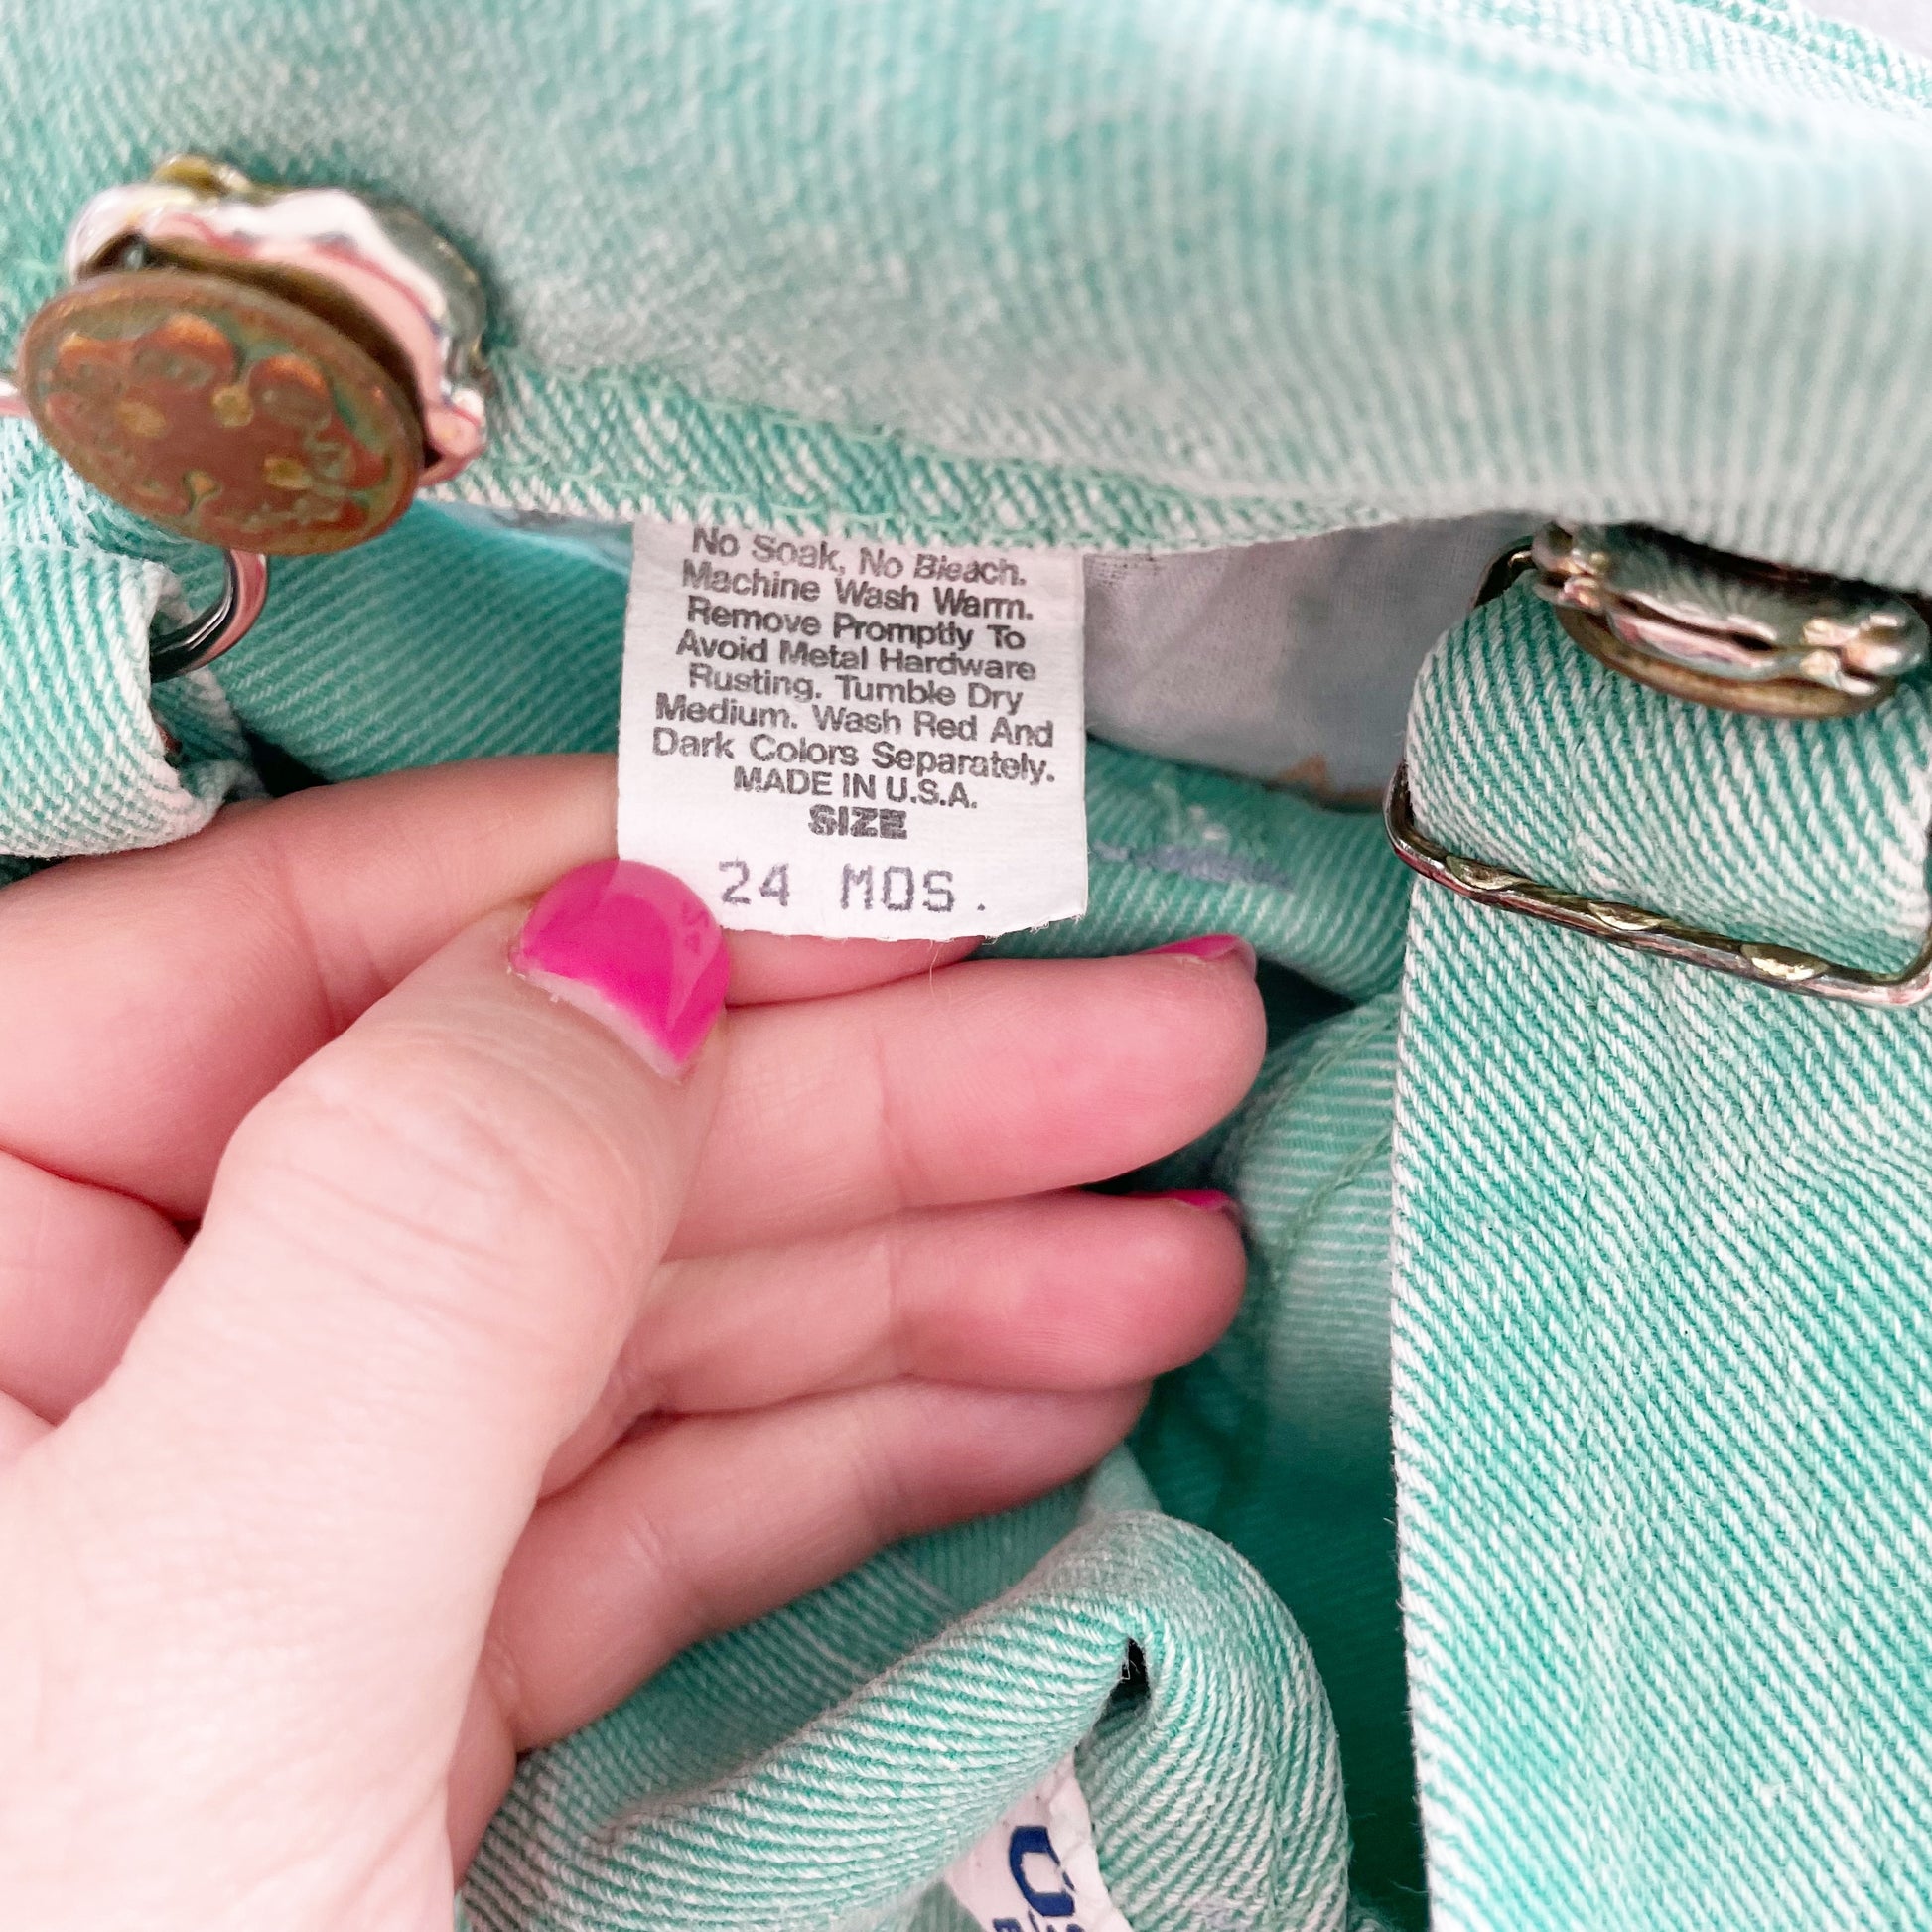 No Soak, No Bleach.
Machine Wash Warm.
Remove Promptly To
Avoid Metal Hardware
Rusting. Tumble Dry
Medium. Wash Red And
Dark Colors Separately.
MADE IN U.S.A.
SIZE
24 MOS.